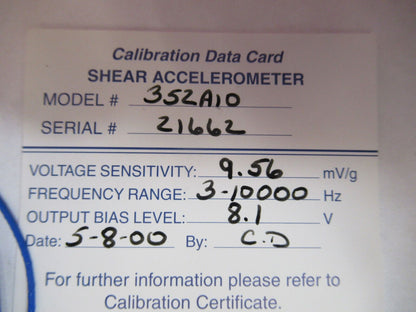 Calibration Data Card
SHEAR ACCELEROMETER
MODEL # 352A10
SERIAL # 21662
VOLTAGE SENSITIVITY: 9.56 mV/g
FREQUENCY RANGE: 3-10000 Hz
OUTPUT BIAS LEVEL: 8.1 V
Date: 5-8-00 By: C.D
For further information please refer to
Calibration Certificate.